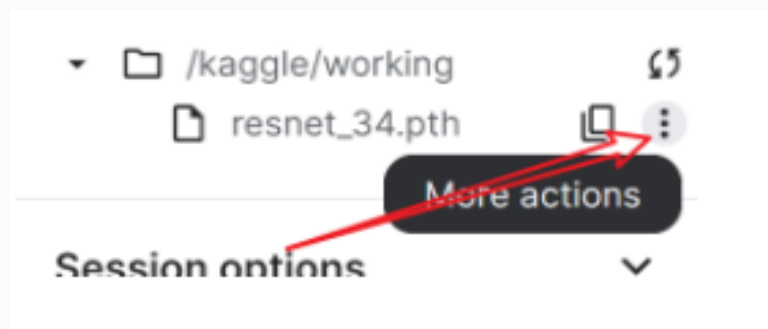 /kaggle/working
resnet_34.pth
More actions
Session options